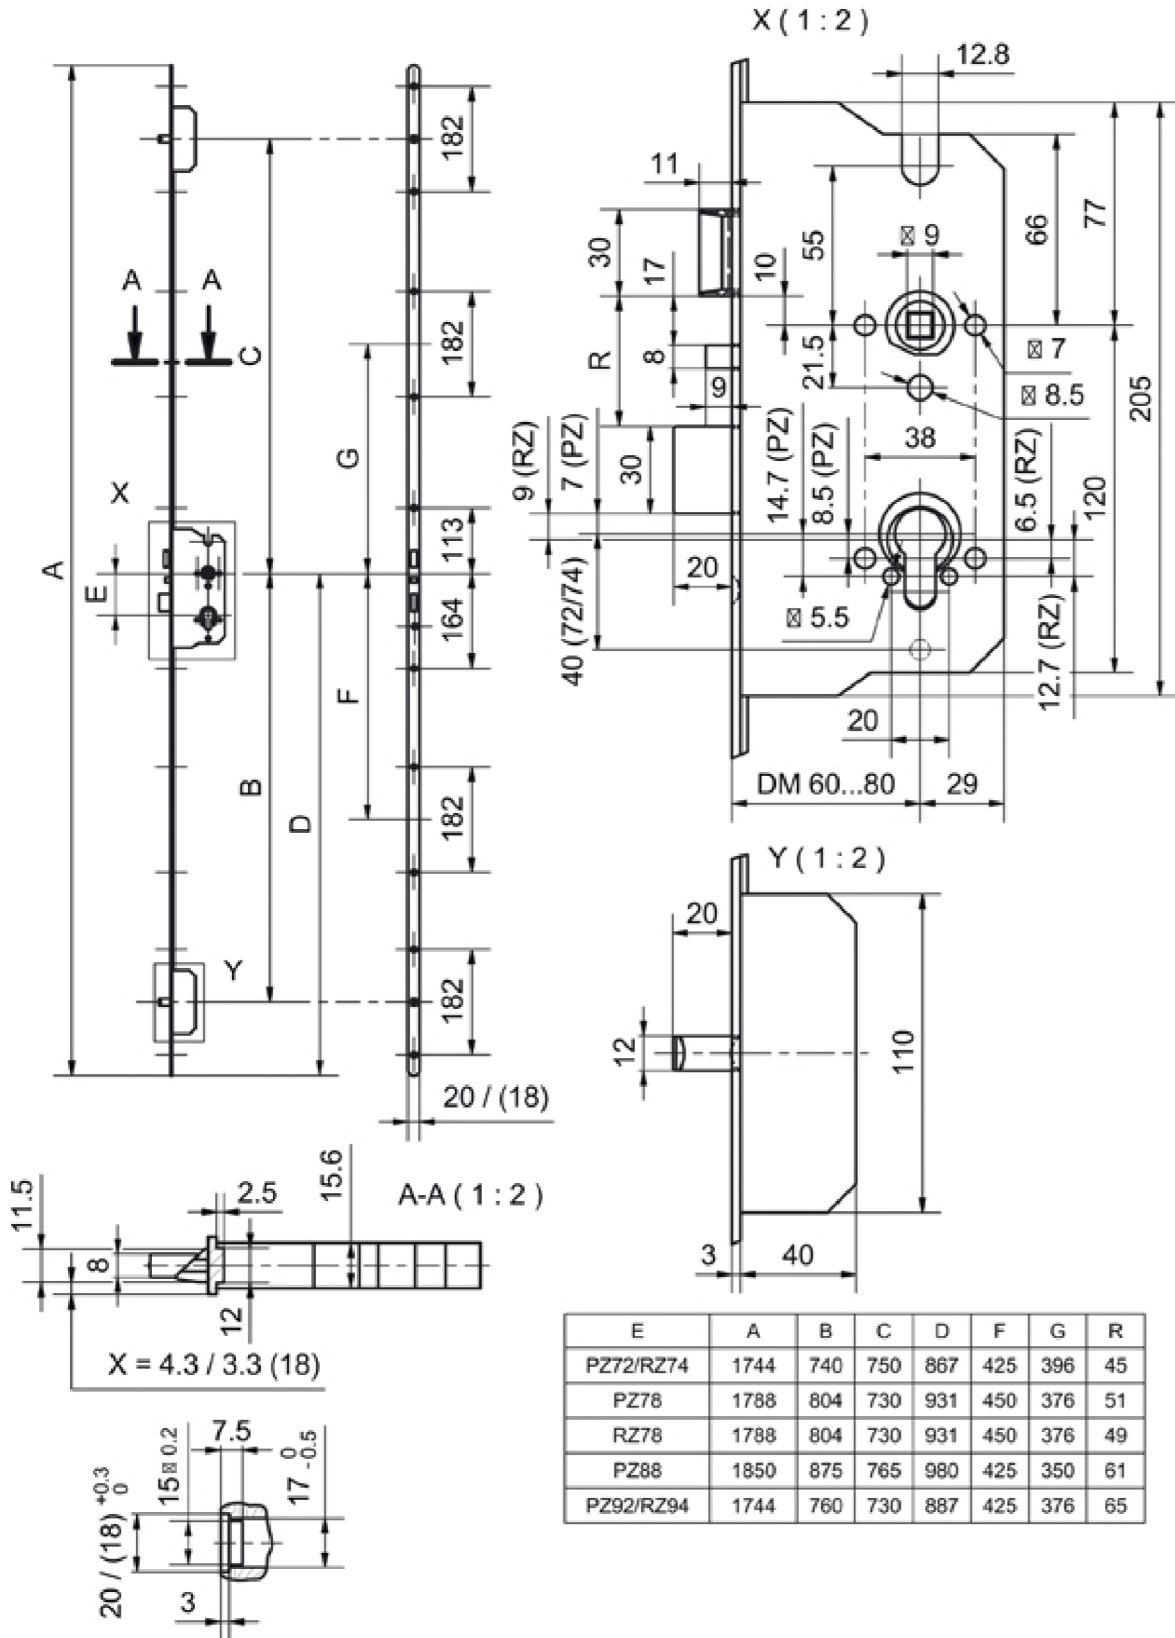 X ( 1 : 2 )
12.8
182
11
A
A
C
30
17
10
55
9
66
77
182
R
8
9
21.5
7
8.5
205
G
X
9 (RZ)
7 (PZ)
30
14.7 (PZ)
8.5 (PZ)
38
6.5 (RZ)
120
113
A
E
164
20
40 (72/74)
5.5
12.7 (RZ)
F
20
B
D
182
DM 60...80
29
Y ( 1 : 2 )
20
Y
182
12
110
20 / (18)
11.5
2.5
15.6
A-A ( 1 : 2 )
8
12
3
40
X = 4.3 / 3.3 (18)
E A B C D F G R
PZ72/RZ74 1744 740 750 867 425 396 45
PZ78 1788 804 730 931 450 376 51
RZ78 1788 804 730 931 450 376 49
PZ88 1850 875 765 980 425 350 61
PZ92/RZ94 1744 760 730 887 425 376 65
7.5
15 0.2
17 0 -0.5
20 / (18) +0.3 0
3